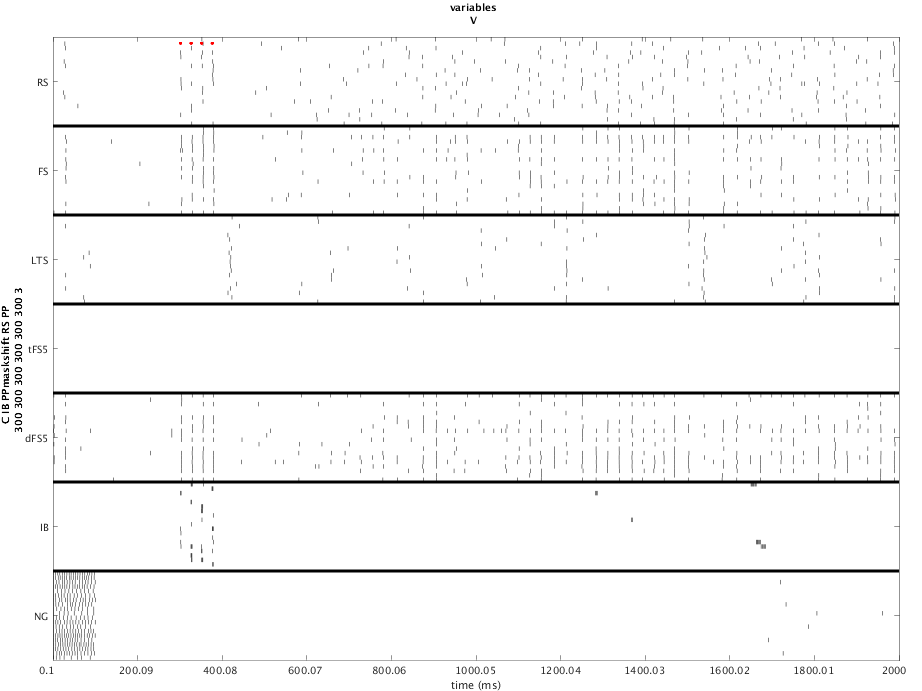 variables
V
RS
FS
LTS
tFS5
dFS5
IB
NG
C IB PPmaskshift RS PP
300 300 300 300 300 300 3
0.1
200.09
400.08
600.07
800.06
1000.05
1200.04
1400.03
1600.02
1800.01
2000
time (ms)